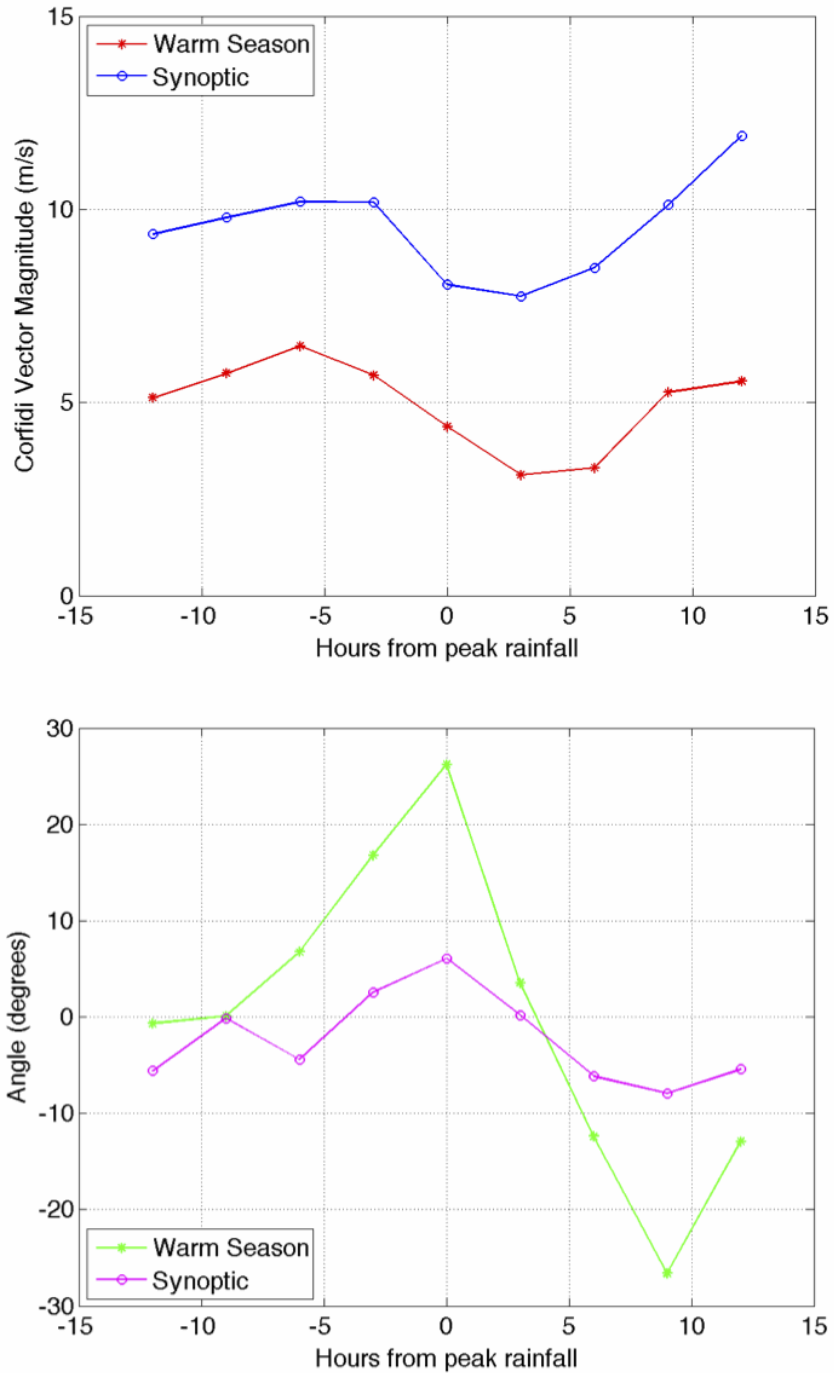 15
10
5
0
Corfidi Vector Magnitude (m/s)
Warm Season
Synoptic
-15 -10 -5 0 5 10 15
Hours from peak rainfall
30
20
10
0
-10
-20
-30
Angle (degrees)
Warm Season
Synoptic
-15 -10 -5 0 5 10 15
Hours from peak rainfall